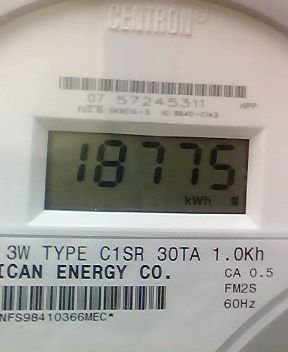 CENTRON®
07 57245311 HPP
18775
kWh
3W TYPE C1SR 30TA 1.0Kh
ICAN ENERGY CO. CA 0.5
FM2S
60Hz
NFS98410366MEC*